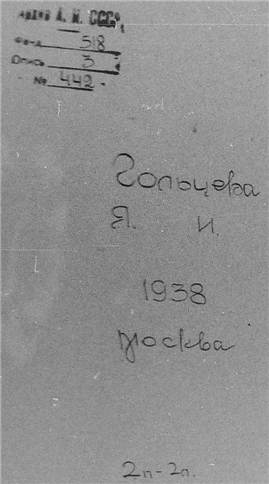 Архив А. Н. СССР
Фонд 518
Опись 3
№ 442
Гольцева
Я. И.
1938
Москва
2п-2л.